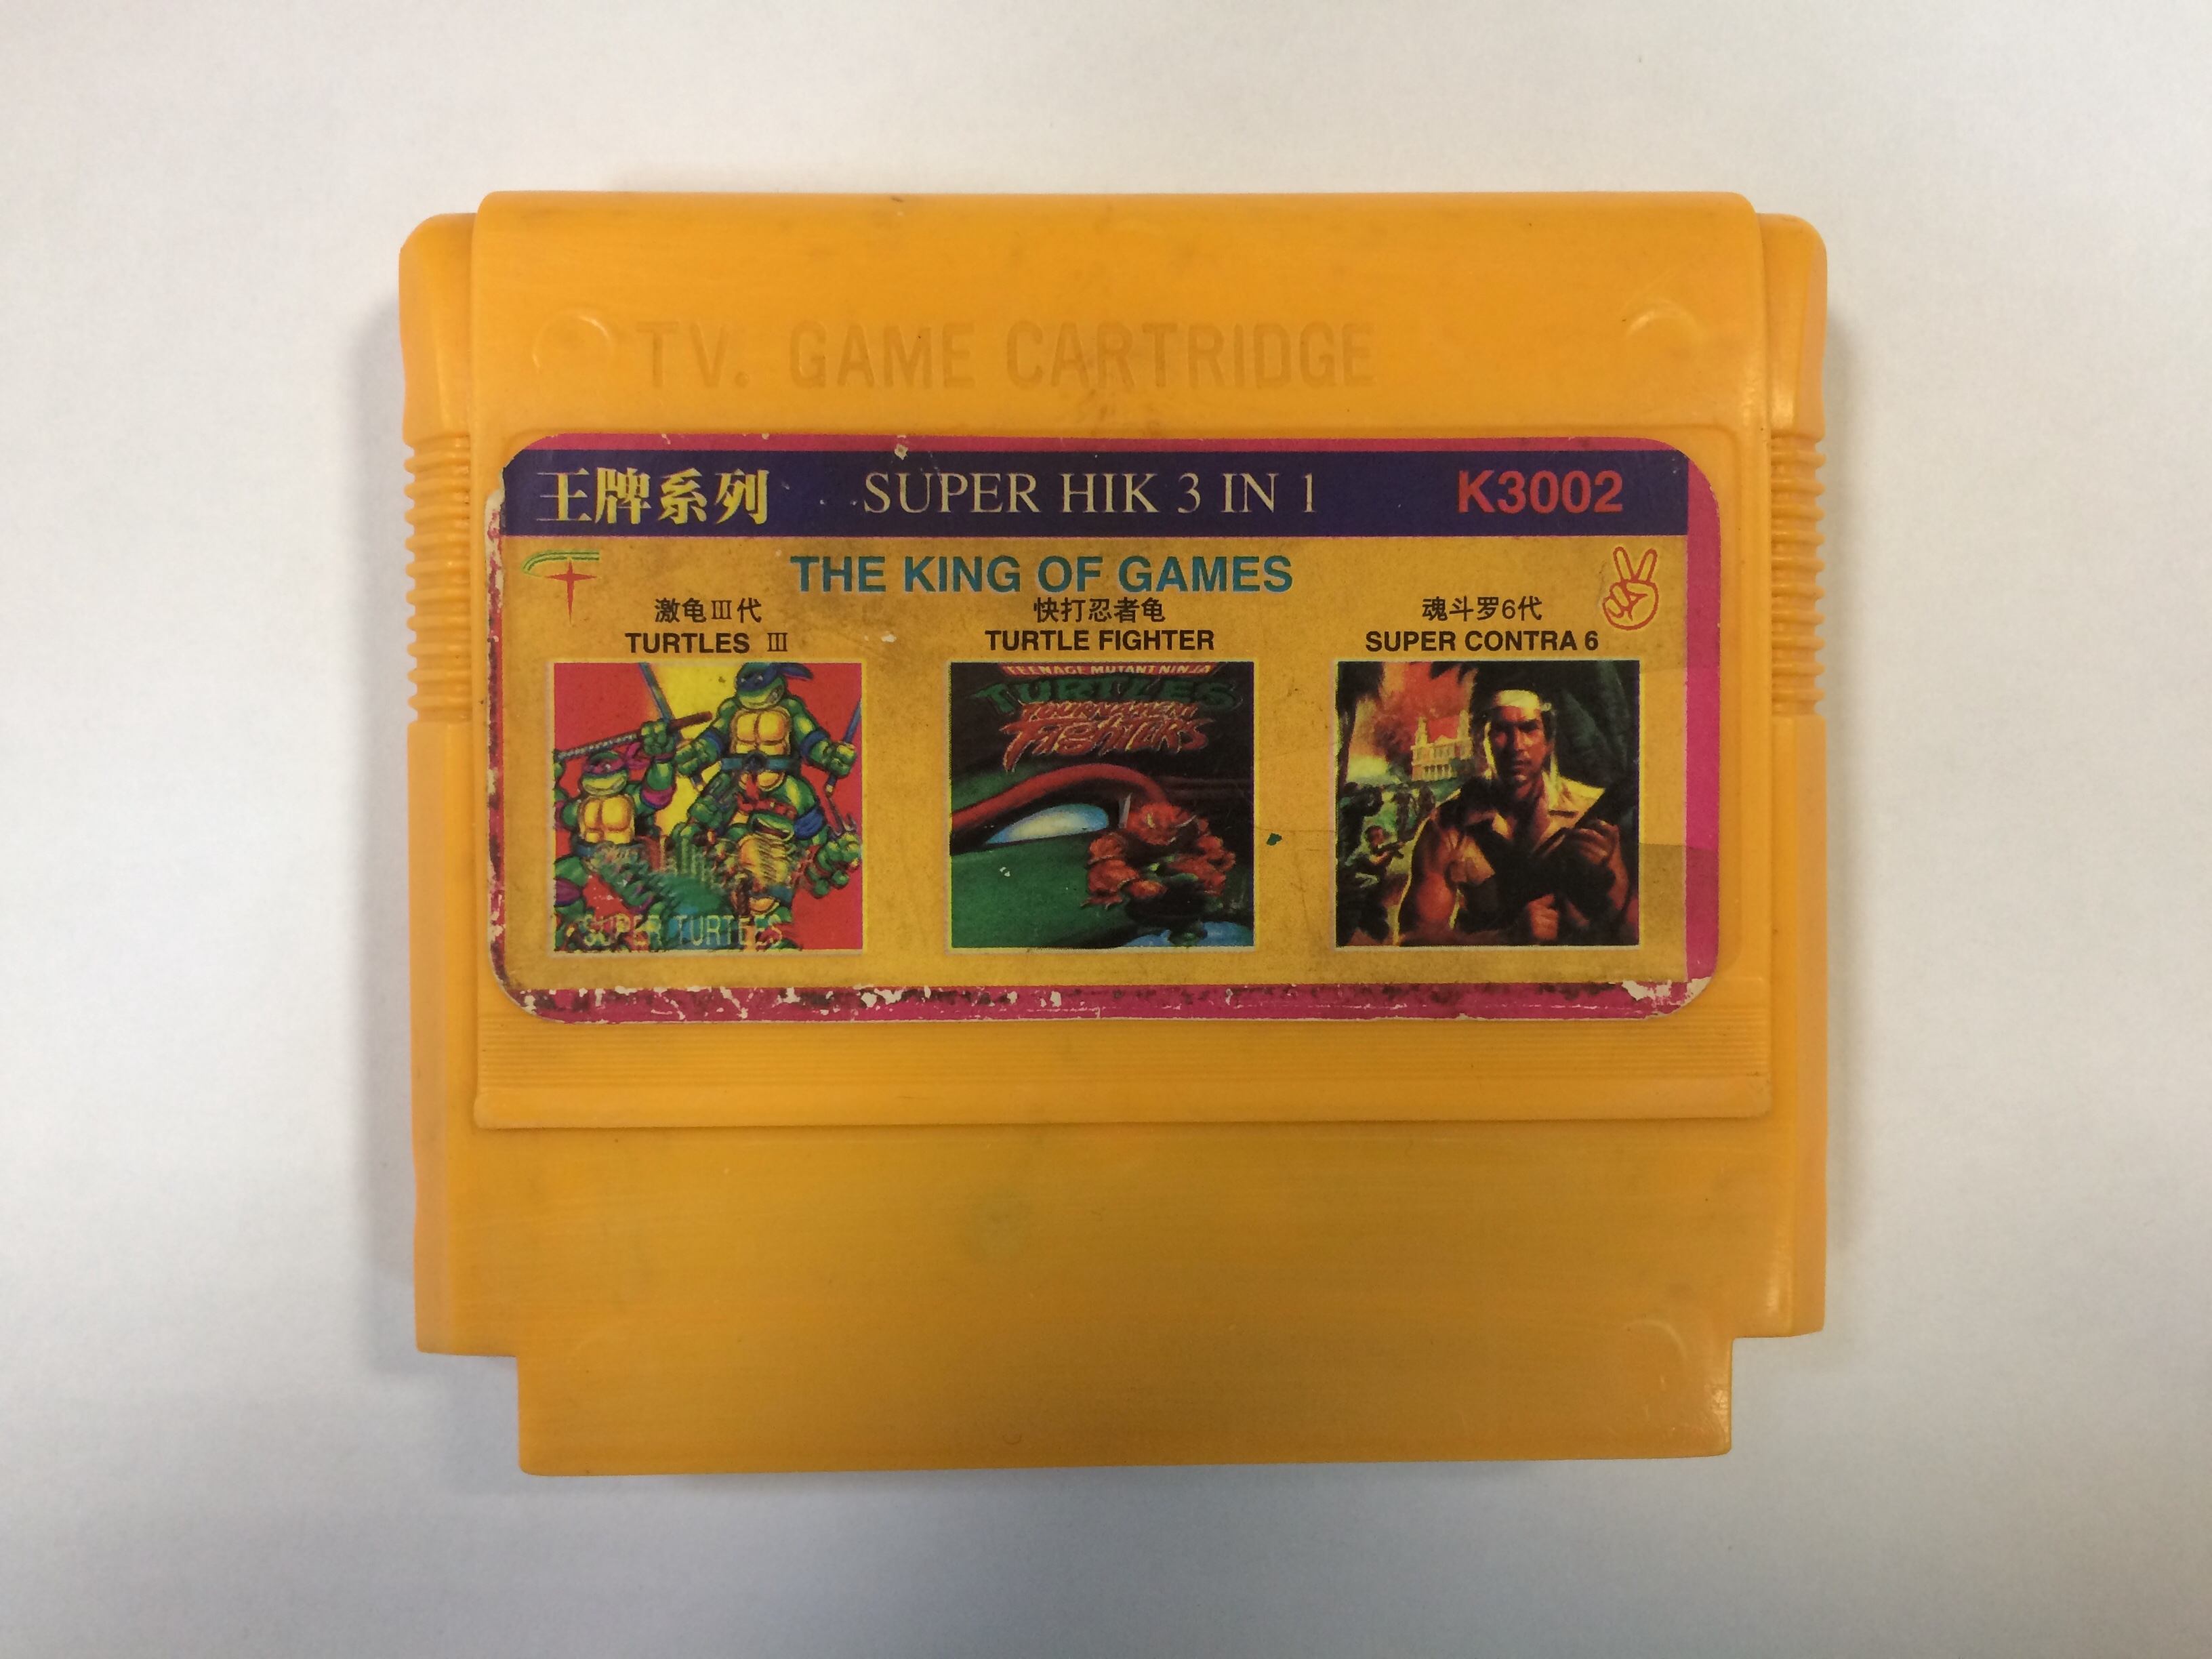 TV. GAME CARTRIDGE
王牌系列 SUPER HIK 3 IN 1 K3002
THE KING OF GAMES
激龟Ⅲ代 快打忍者龟 魂斗罗6代
TURTLES Ⅲ TURTLE FIGHTER SUPER CONTRA 6
TEENAGE MUTANT NINJA
TURTLES
TOURNAMENT
FIGHTERS
SUPER TURTLES